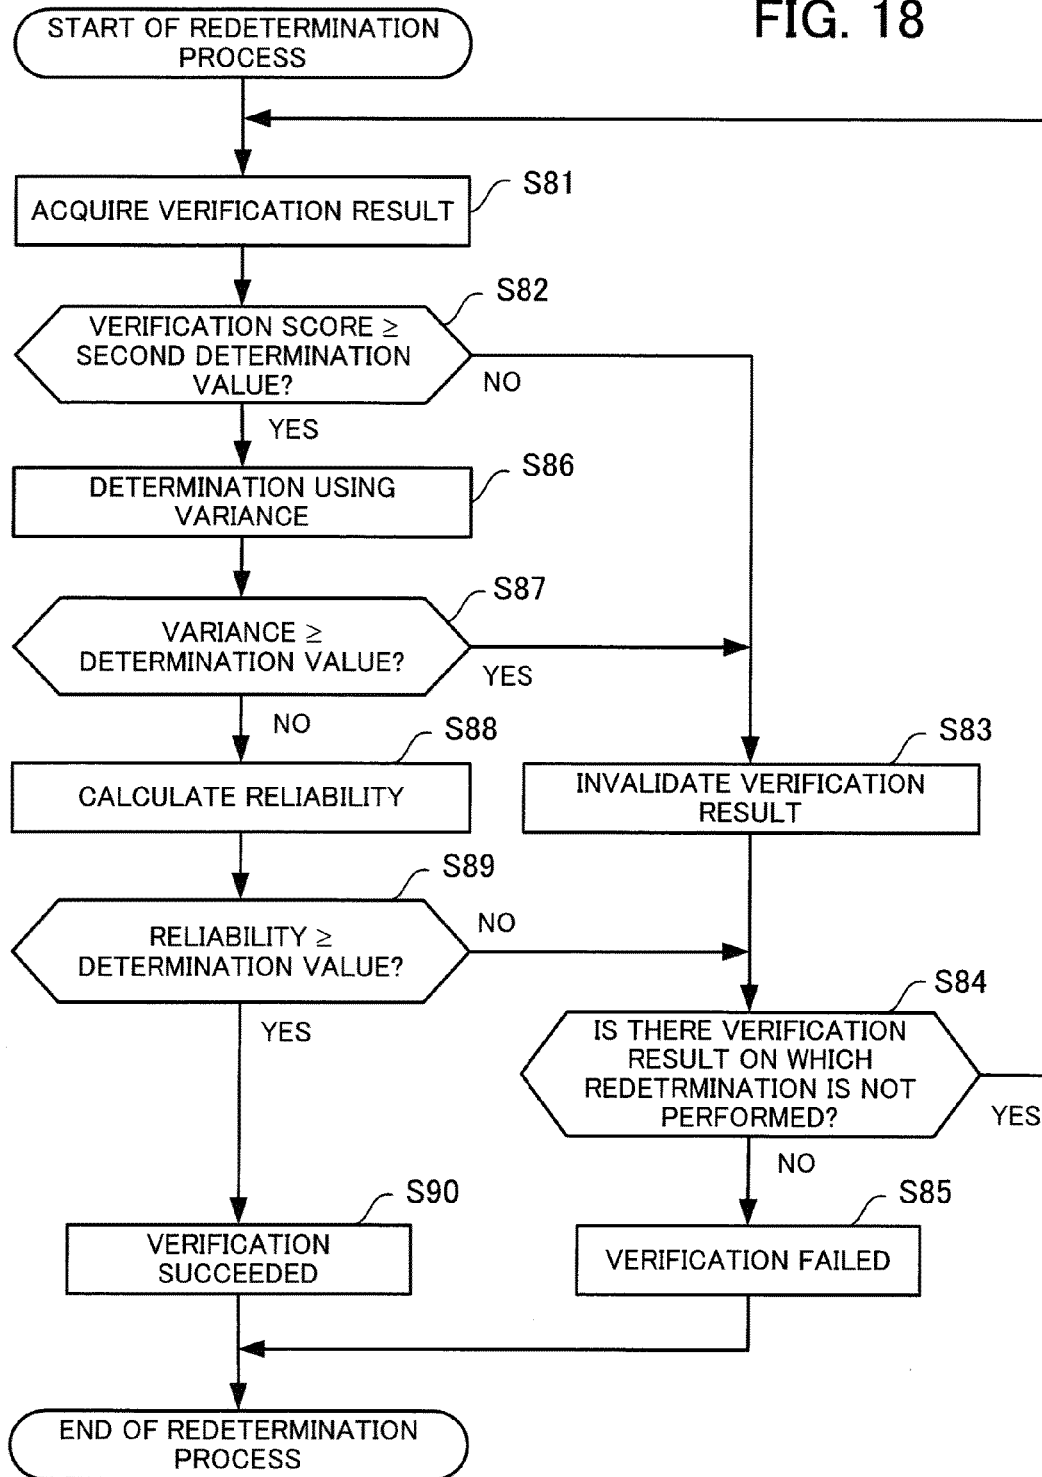 FIG. 18
START OF REDETERMINATION
PROCESS
S81
ACQUIRE VERIFICATION RESULT
S82
VERIFICATION SCORE ≥
SECOND DETERMINATION
VALUE?
NO
YES
S86
DETERMINATION USING
VARIANCE
S87
VARIANCE ≥
DETERMINATION VALUE?
YES
NO
S88
CALCULATE RELIABILITY
S83
INVALIDATE VERIFICATION
RESULT
S89
RELIABILITY ≥
DETERMINATION VALUE?
NO
YES
S84
IS THERE VERIFICATION
RESULT ON WHICH
REDETRMINATION IS NOT
PERFORMED?
YES
NO
S90
VERIFICATION
SUCCEEDED
S85
VERIFICATION FAILED
END OF REDETERMINATION
PROCESS